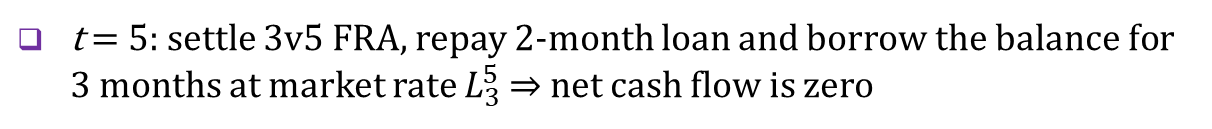 ❑ t= 5: settle 3v5 FRA, repay 2-month loan and borrow the balance for
3 months at market rate L₃⁵ ⇒ net cash flow is zero